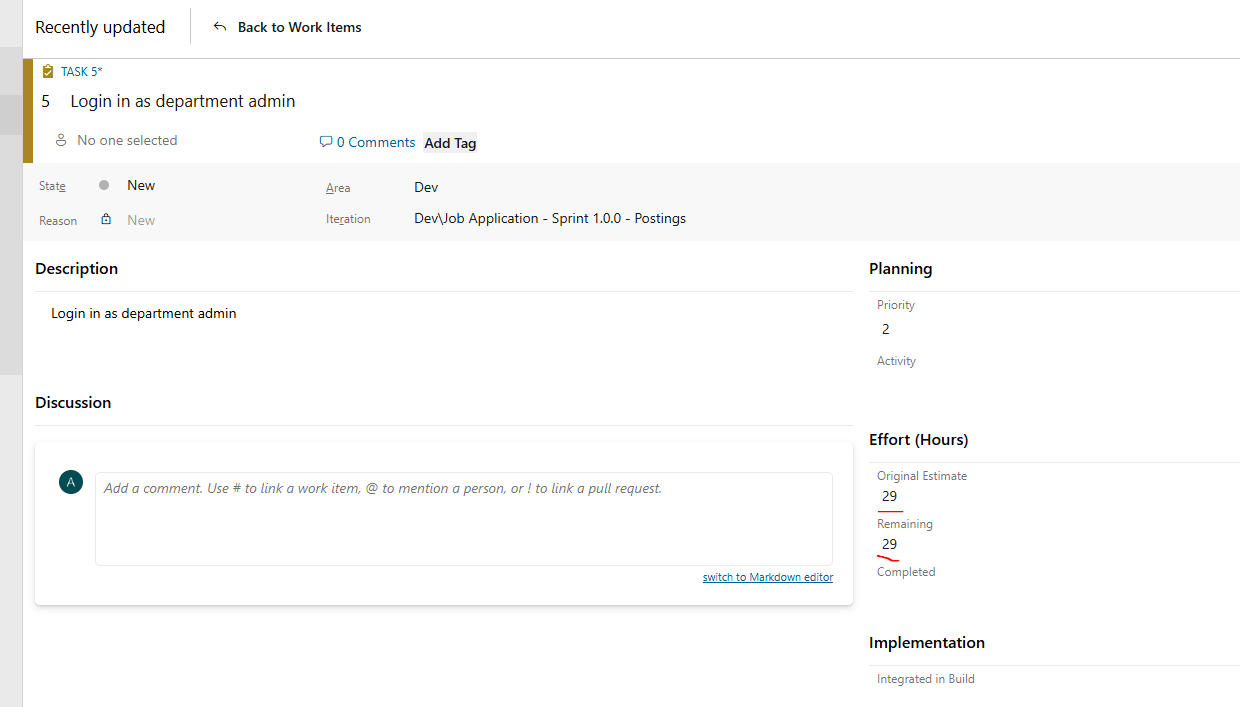 Recently updated
Back to Work Items
TASK 5*
5 Login in as department admin
No one selected
0 Comments
Add Tag
State New
Area Dev
Reason New
Iteration Dev\Job Application - Sprint 1.0.0 - Postings
Description
Login in as department admin
Discussion
A
Add a comment. Use # to link a work item, @ to mention a person, or ! to link a pull request.
switch to Markdown editor
Planning
Priority
2
Activity
Effort (Hours)
Original Estimate
29
Remaining
29
Completed
Implementation
Integrated in Build